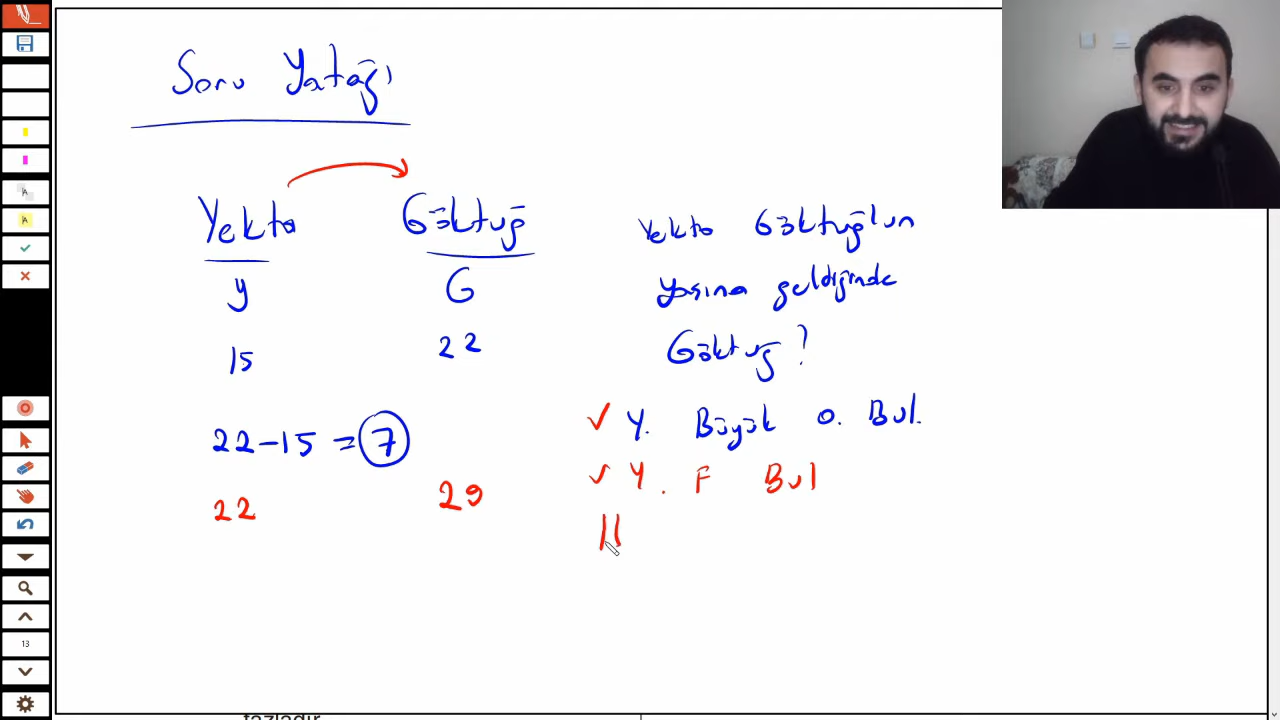 Soru Yatağı
Yekta Göktuğ
y G
15 22
22-15 = 7
22 29
Yekta Göktuğ'un
yaşına geldiğinde
Göktuğ?
✓ Y. Büyük O. Bul.
✓ Y. F Bul
13